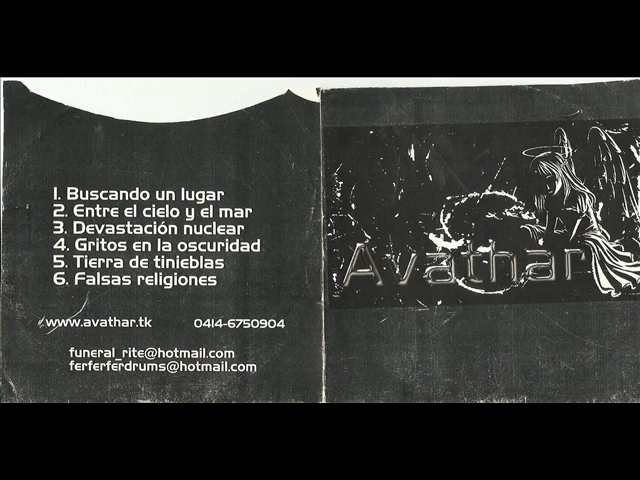 1. Buscando un lugar
2. Entre el cielo y el mar
3. Devastación nuclear
4. Gritos en la oscuridad
5. Tierra de tinieblas
6. Falsas religiones
www.avathar.tk 0414-6750904
funeral_rite@hotmail.com
ferferferdrums@hotmail.com
Avathar